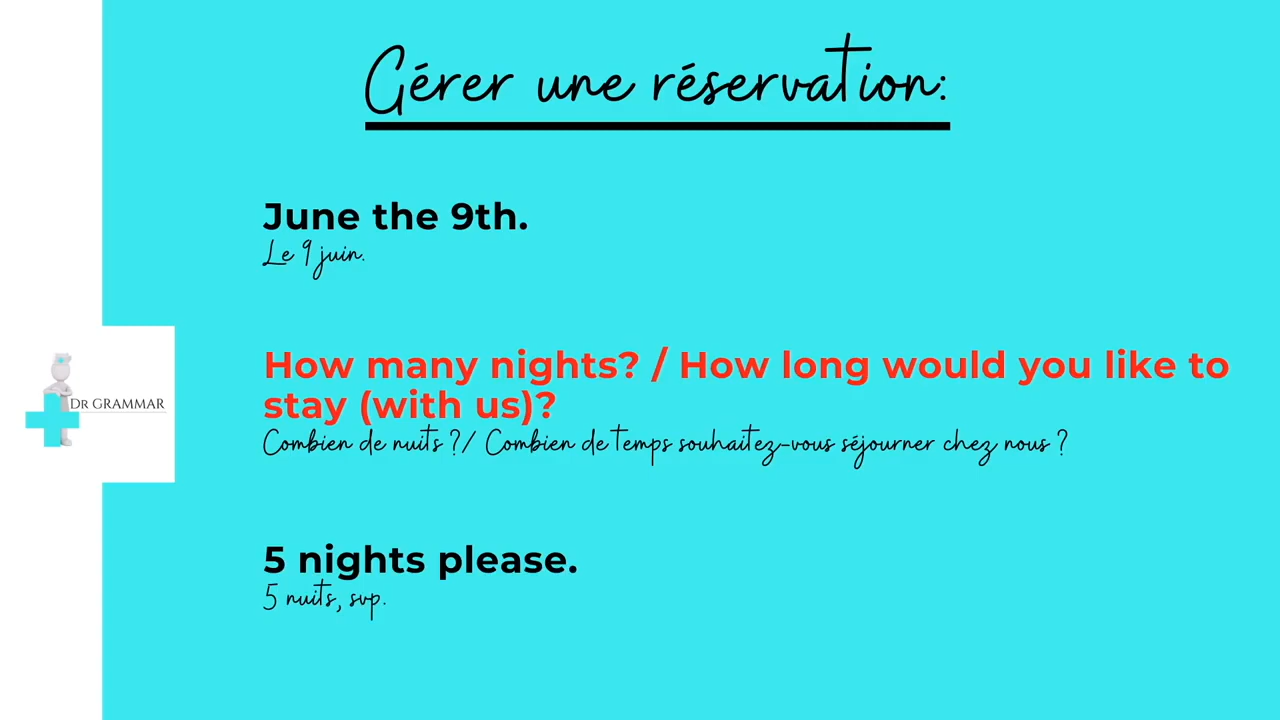 Gérer une réservation:
June the 9th.
Le 9 juin.
How many nights? / How long would you like to
stay (with us)?
Combien de nuits ?/ Combien de temps souhaitez-vous séjourner chez nous ?
DR GRAMMAR
5 nights please.
5 nuits, svp.